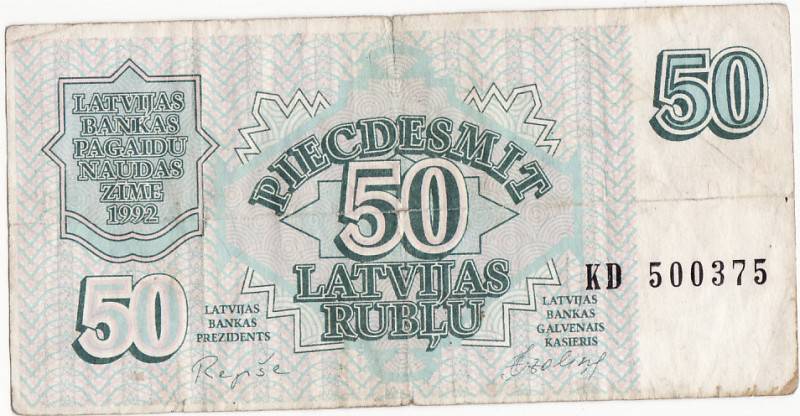 LATVIJAS
BANKAS
PAGAIDU
NAUDAS
ZIME
1992
50
PIECDESMIT
50
LATVIJAS
RUBĻU
KD 500375
50
LATVIJAS
BANKAS
PREZIDENTS
LATVIJAS
BANKAS
GALVENAIS
KASIERIS
Repše